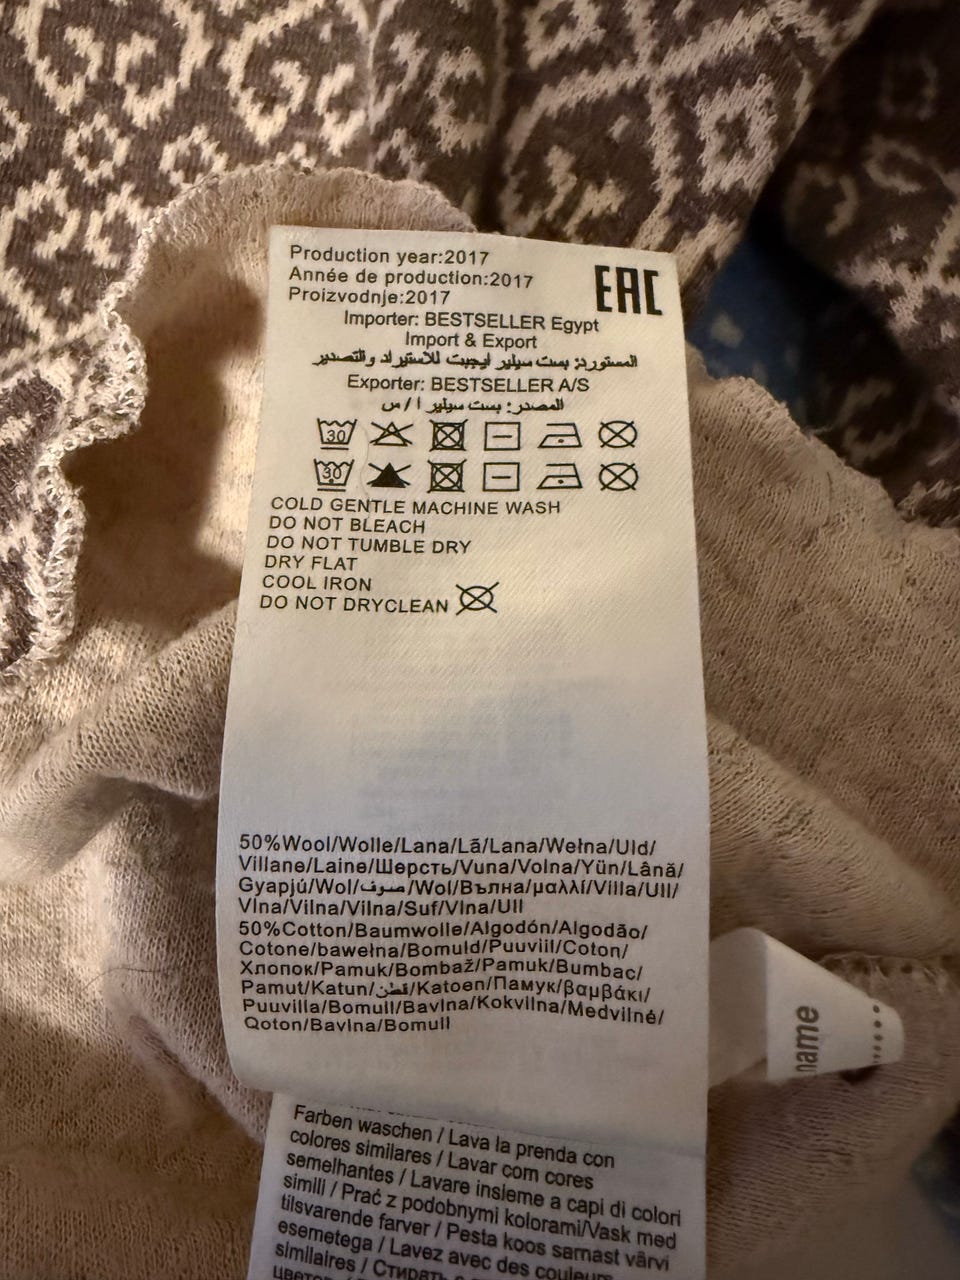 Production year:2017
Année de production:2017
Proizvodnje:2017
EAC
Importer: BESTSELLER Egypt
Import & Export
المستورد: بست سيلير ايجبت للاستيراد والتصدير
Exporter: BESTSELLER A/S
المصدر: بست سيلير ا / س
30
30
COLD GENTLE MACHINE WASH
DO NOT BLEACH
DO NOT TUMBLE DRY
DRY FLAT
COOL IRON
DO NOT DRYCLEAN
50%Wool/Wolle/Lana/Lã/Lana/Wełna/Uld/
Villane/Laine/Шерсть/Vuna/Volna/Yün/Lână/
Gyapjú/Wol/صوف/Wol/Вълна/μαλλί/Villa/Ull/
Vlna/Vilna/Vilna/Suf/Vlna/Ull
50%Cotton/Baumwolle/Algodón/Algodão/
Cotone/bawełna/Bomuld/Puuvill/Coton/
Хлопок/Pamuk/Bombaž/Pamuk/Bumbac/
Pamut/Katun/قطن/Katoen/Памук/βαμβάκι/
Puuvilla/Bomull/Bavlna/Kokvilna/Medvilnė/
Qoton/Bavlna/Bomull
name
Farben waschen / Lava la prenda con
colores similares / Lavar com cores
semelhantes / Lavare insieme a capi di colori
simili / Prać z podobnymi kolorami/Vask med
tilsvarende farver / Pesta koos sarnast värvi
esemetega / Lavez avec des couleurs
similaires / Стирать с